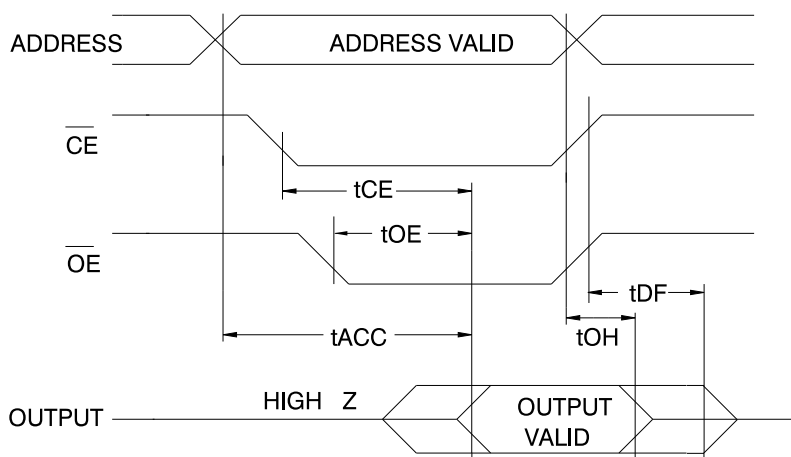 ADDRESS
ADDRESS VALID
CE
tCE
tOE
OE
tDF
tACC
tOH
HIGH Z
OUTPUT
OUTPUT
VALID